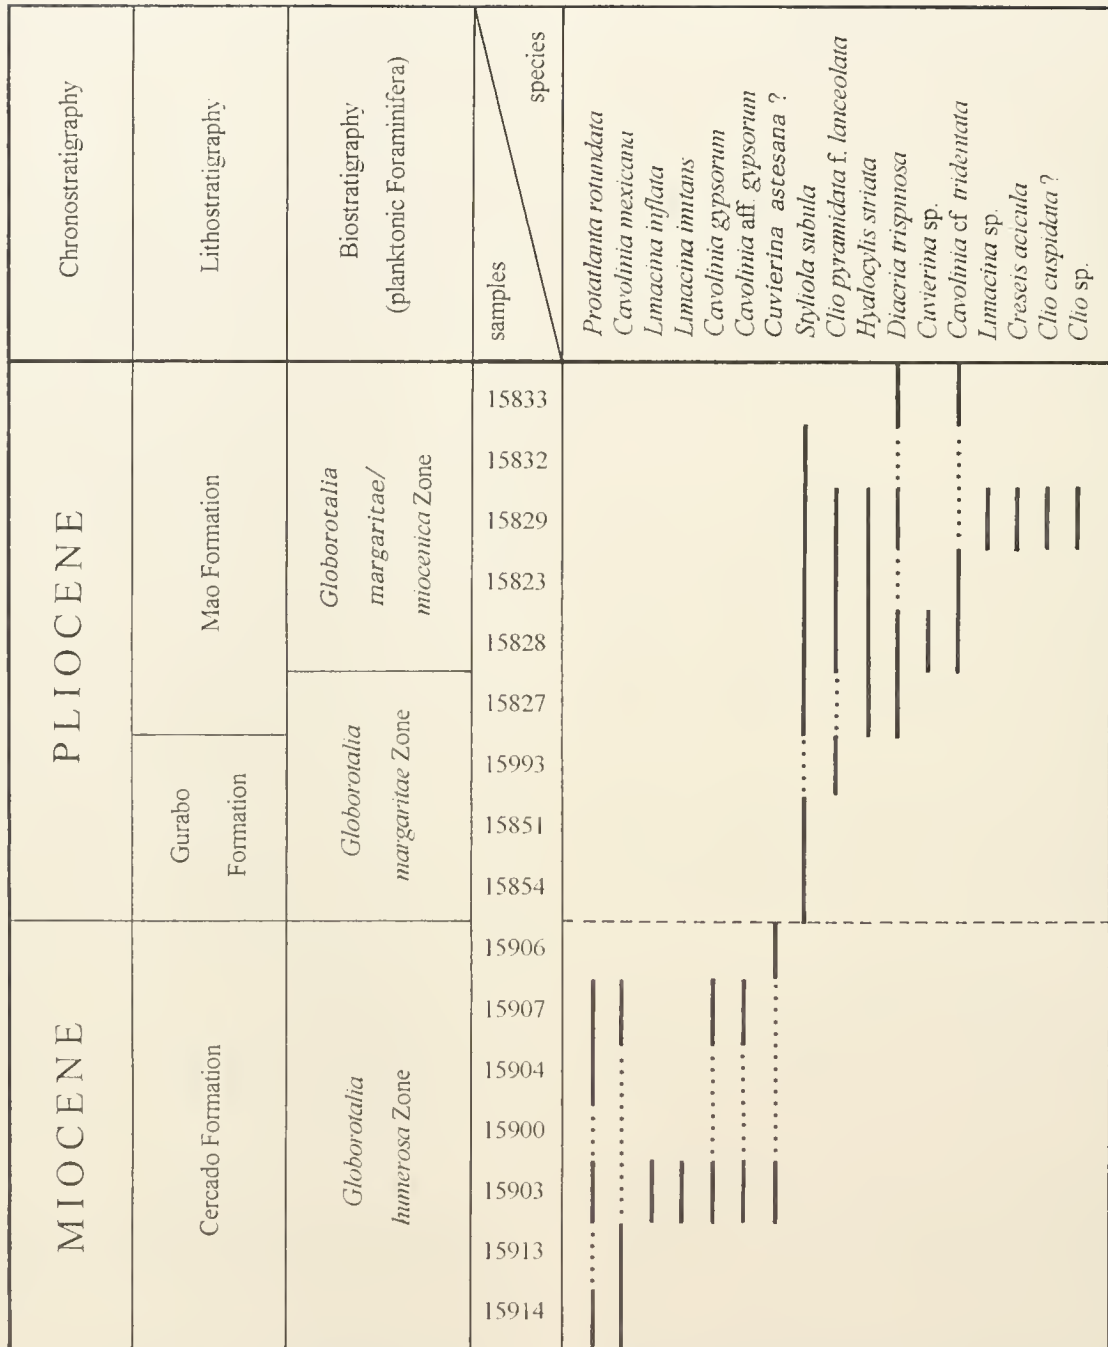 Chronostratigraphy
Lithostratigraphy
Biostratigraphy
(planktonic Foraminifera)
samples
species
PLIOCENE
MIOCENE
Mao Formation
Gurabo
Formation
Cercado Formation
Globorotalia
margaritae/
miocenica Zone
Globorotalia
margaritae Zone
Globorotalia
humerosa Zone
15833
15832
15829
15823
15828
15827
15993
15851
15854
15906
15907
15904
15900
15903
15913
15914
Protatlanta rotundata
Cavolinia mexicana
Limacina inflata
Limacina inutans
Cavolinia gypsorum
Cavolinia aff. gypsorum
Cuvierina astesana ?
Styliola subula
Clio pyramidata f. lanceolata
Hyalocylis striata
Diacria trispinosa
Cuvierina sp.
Cavolinia cf tridentata
Limacina sp.
Creseis acicula
Clio cuspidata ?
Clio sp.